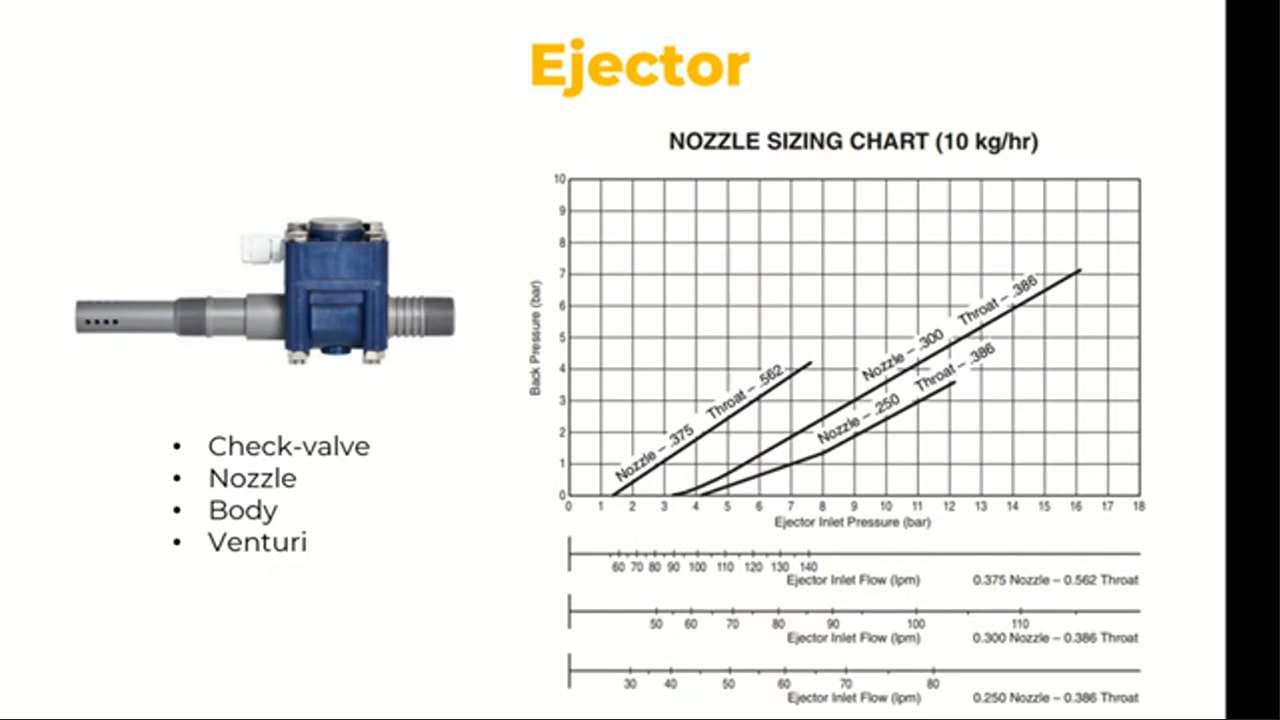 Ejector
• Check-valve
• Nozzle
• Body
• Venturi
NOZZLE SIZING CHART (10 kg/hr)
Back Pressure (bar)
10
9
8
7
6
5
4
3
2
1
0
Nozzle – .375 Throat – .562
Nozzle – .300 Throat – .386
Nozzle – .250 Throat – .386
0 1 2 3 4 5 6 7 8 9 10 11 12 13 14 15 16 17 18
Ejector Inlet Pressure (bar)
60 70 80 90 100 110 120 130 140
Ejector Inlet Flow (lpm) 0.375 Nozzle – 0.562 Throat
50 60 70 80 90 100 110
Ejector Inlet Flow (lpm) 0.300 Nozzle – 0.386 Throat
30 40 50 60 70 80
Ejector Inlet Flow (lpm) 0.250 Nozzle – 0.386 Throat